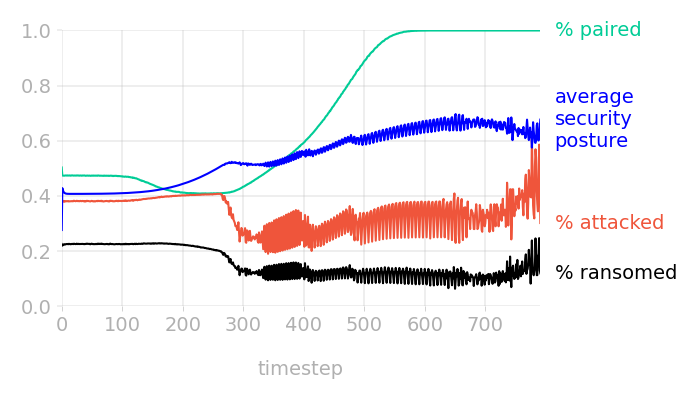 1.0
0.8
0.6
0.4
0.2
0.0
0 100 200 300 400 500 600 700
timestep
% paired
average
security
posture
% attacked
% ransomed